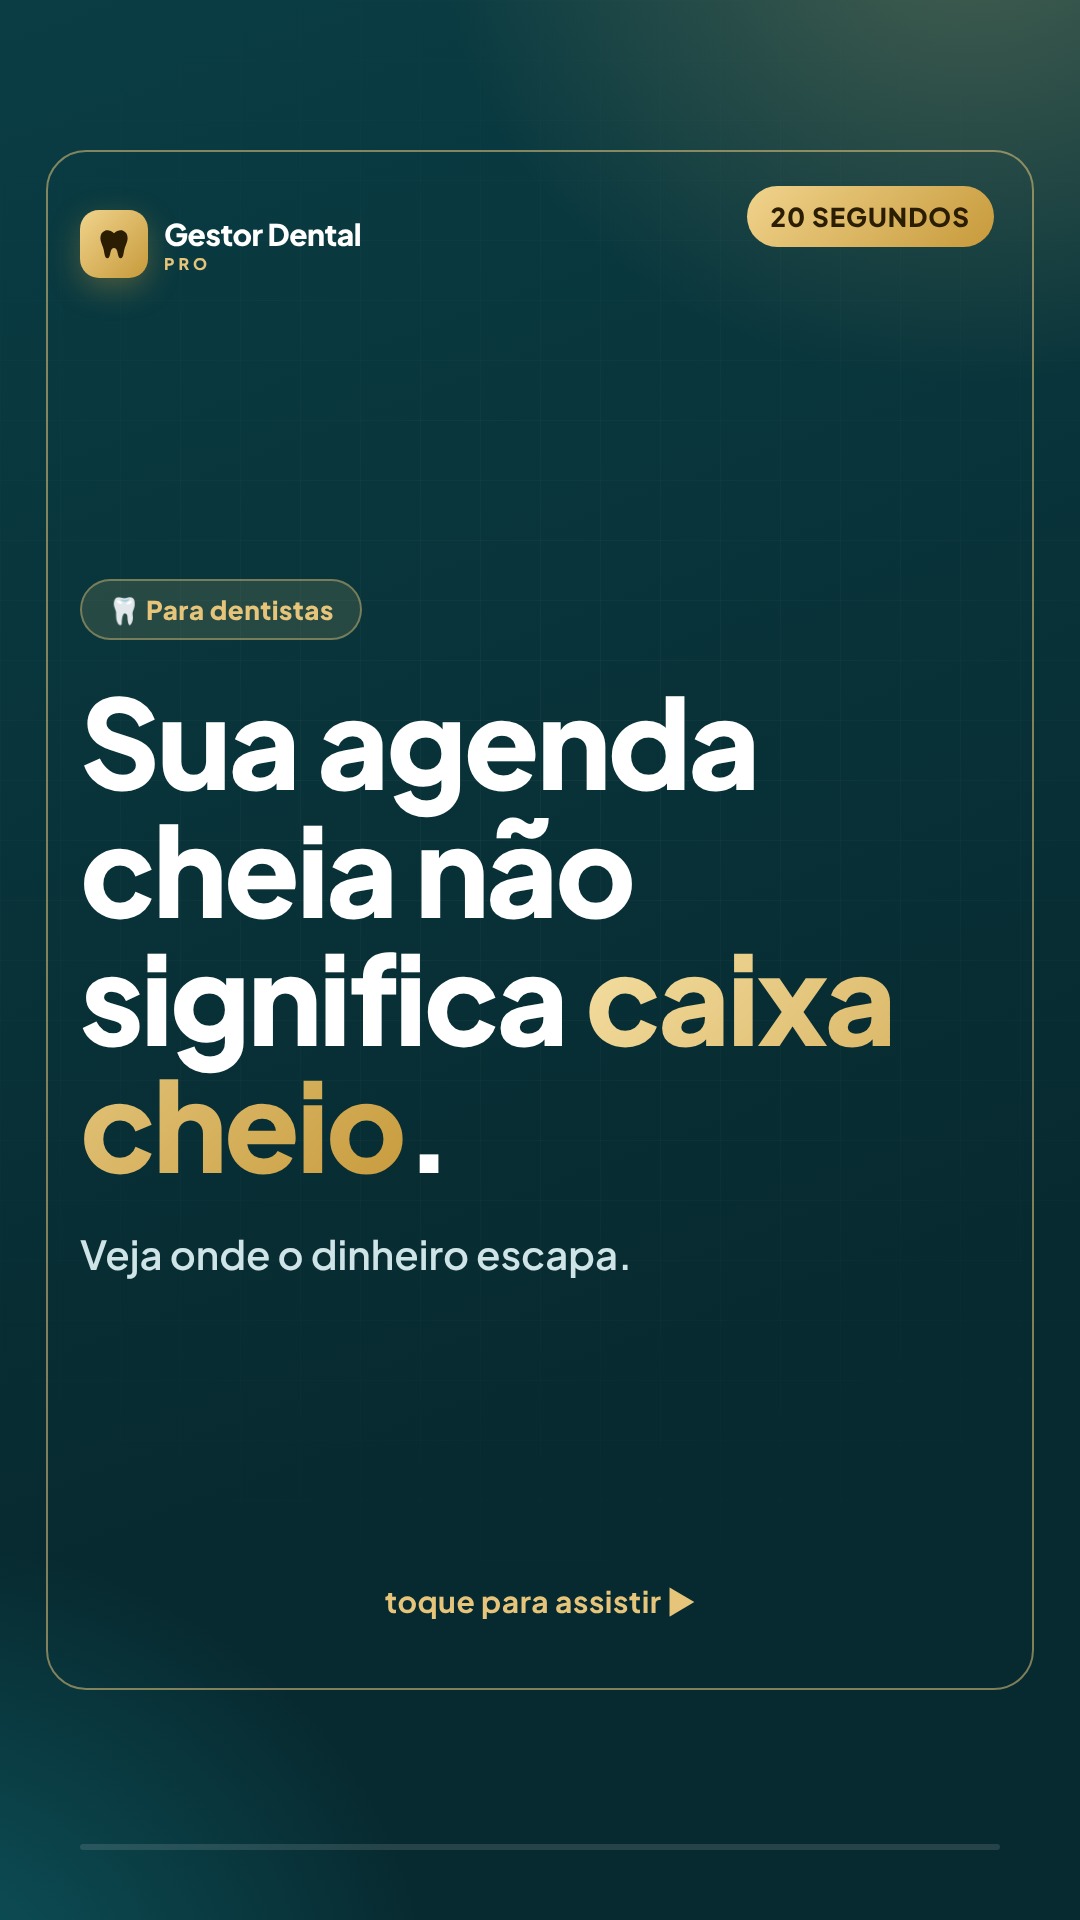 Gestor Dental
PRO
20 SEGUNDOS
🦷 Para dentistas
Sua agenda
cheia não
significa caixa
cheio.
Veja onde o dinheiro escapa.
toque para assistir ▶